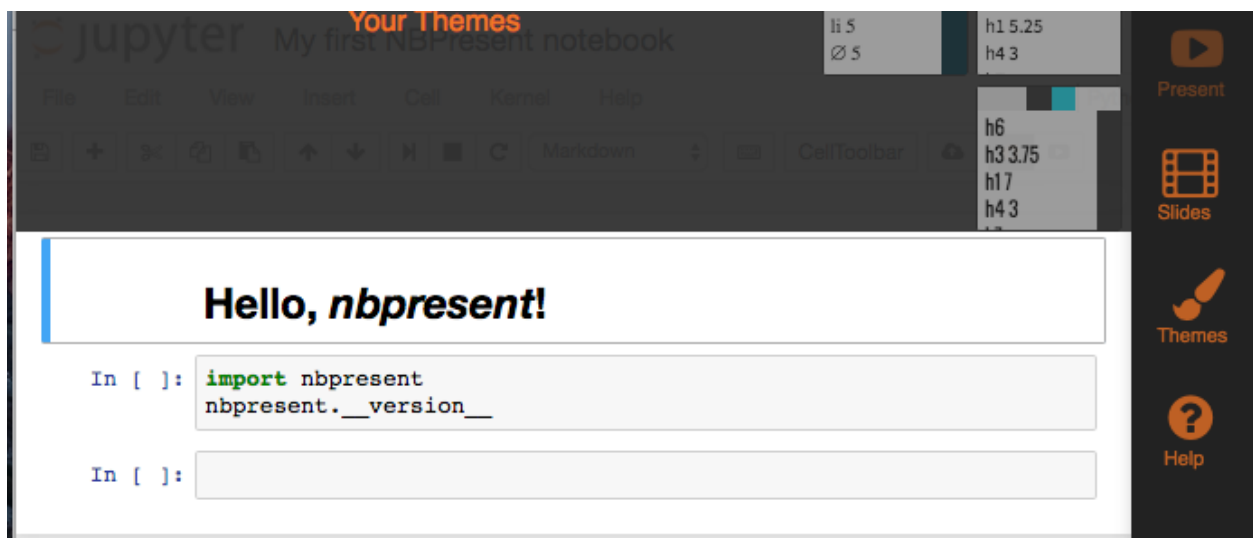 Your Themes
jupyter My first NBPresent notebook
li 5
Ø 5
h1 5.25
h4 3
File Edit View Insert Cell Kernel Help
Markdown CellToolbar
h6
h3 3.75
h1 7
h4 3
Present
Slides
Themes
Help
Hello, nbpresent!
In [ ]: import nbpresent
nbpresent.__version__
In [ ]: